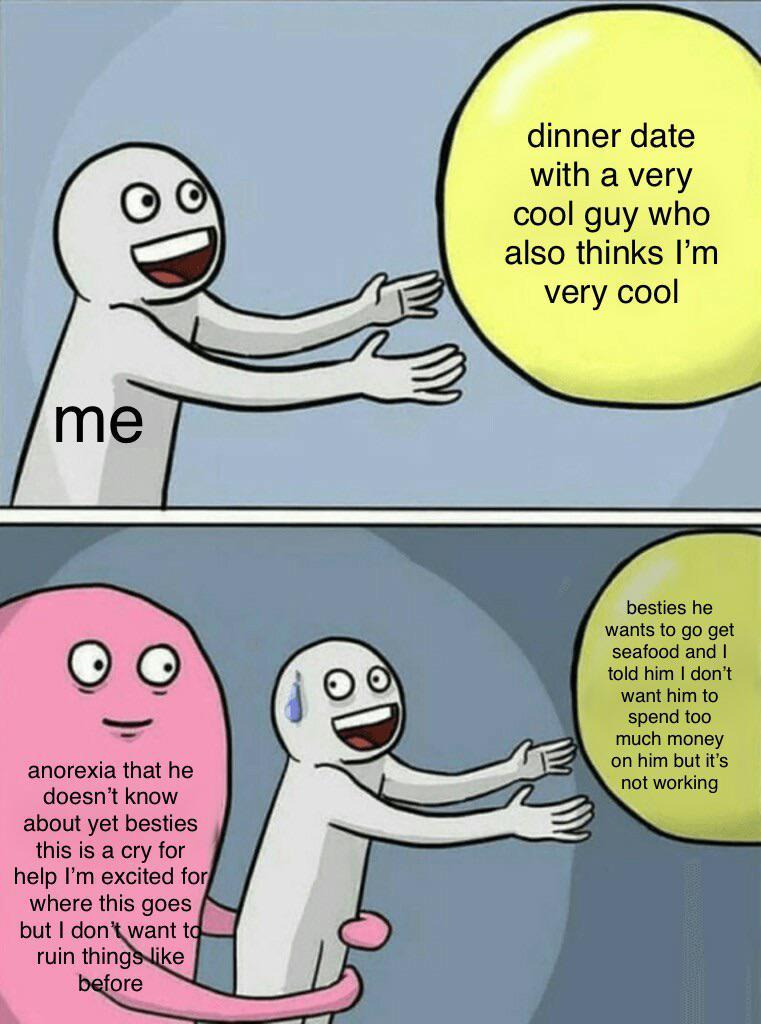 dinner date
with a very
cool guy who
also thinks I'm
very cool
me
besties he
wants to go get
seafood and I
told him I don't
want him to
spend too
much money
on him but it's
not working
anorexia that he
doesn't know
about yet besties
this is a cry for
help I'm excited for
where this goes
but I don't want to
ruin things like
before